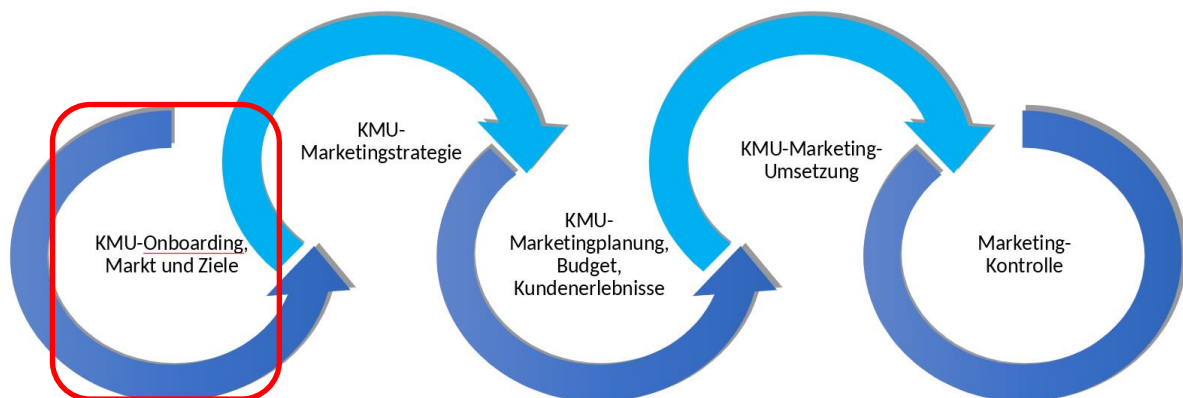 KMU-Onboarding,
Markt und Ziele
KMU-
Marketingstrategie
KMU-
Marketingplanung,
Budget,
Kundenerlebnisse
KMU-Marketing-
Umsetzung
Marketing-
Kontrolle